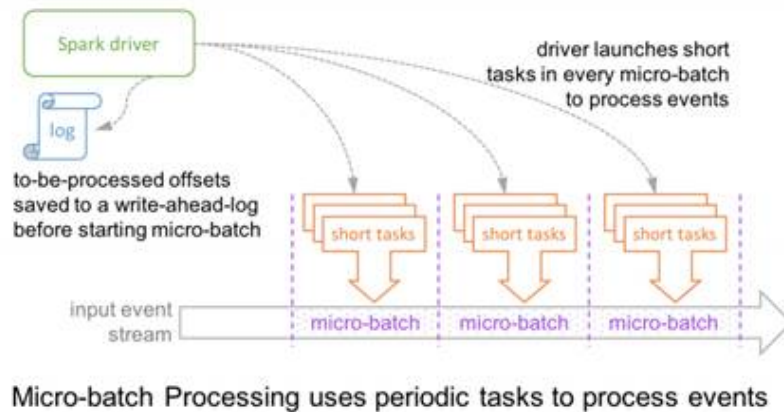 Spark driver
driver launches short
tasks in every micro-batch
to process events
log
to-be-processed offsets
saved to a write-ahead-log
before starting micro-batch
short tasks
short tasks
short tasks
input event
stream
micro-batch
micro-batch
micro-batch
Micro-batch Processing uses periodic tasks to process events